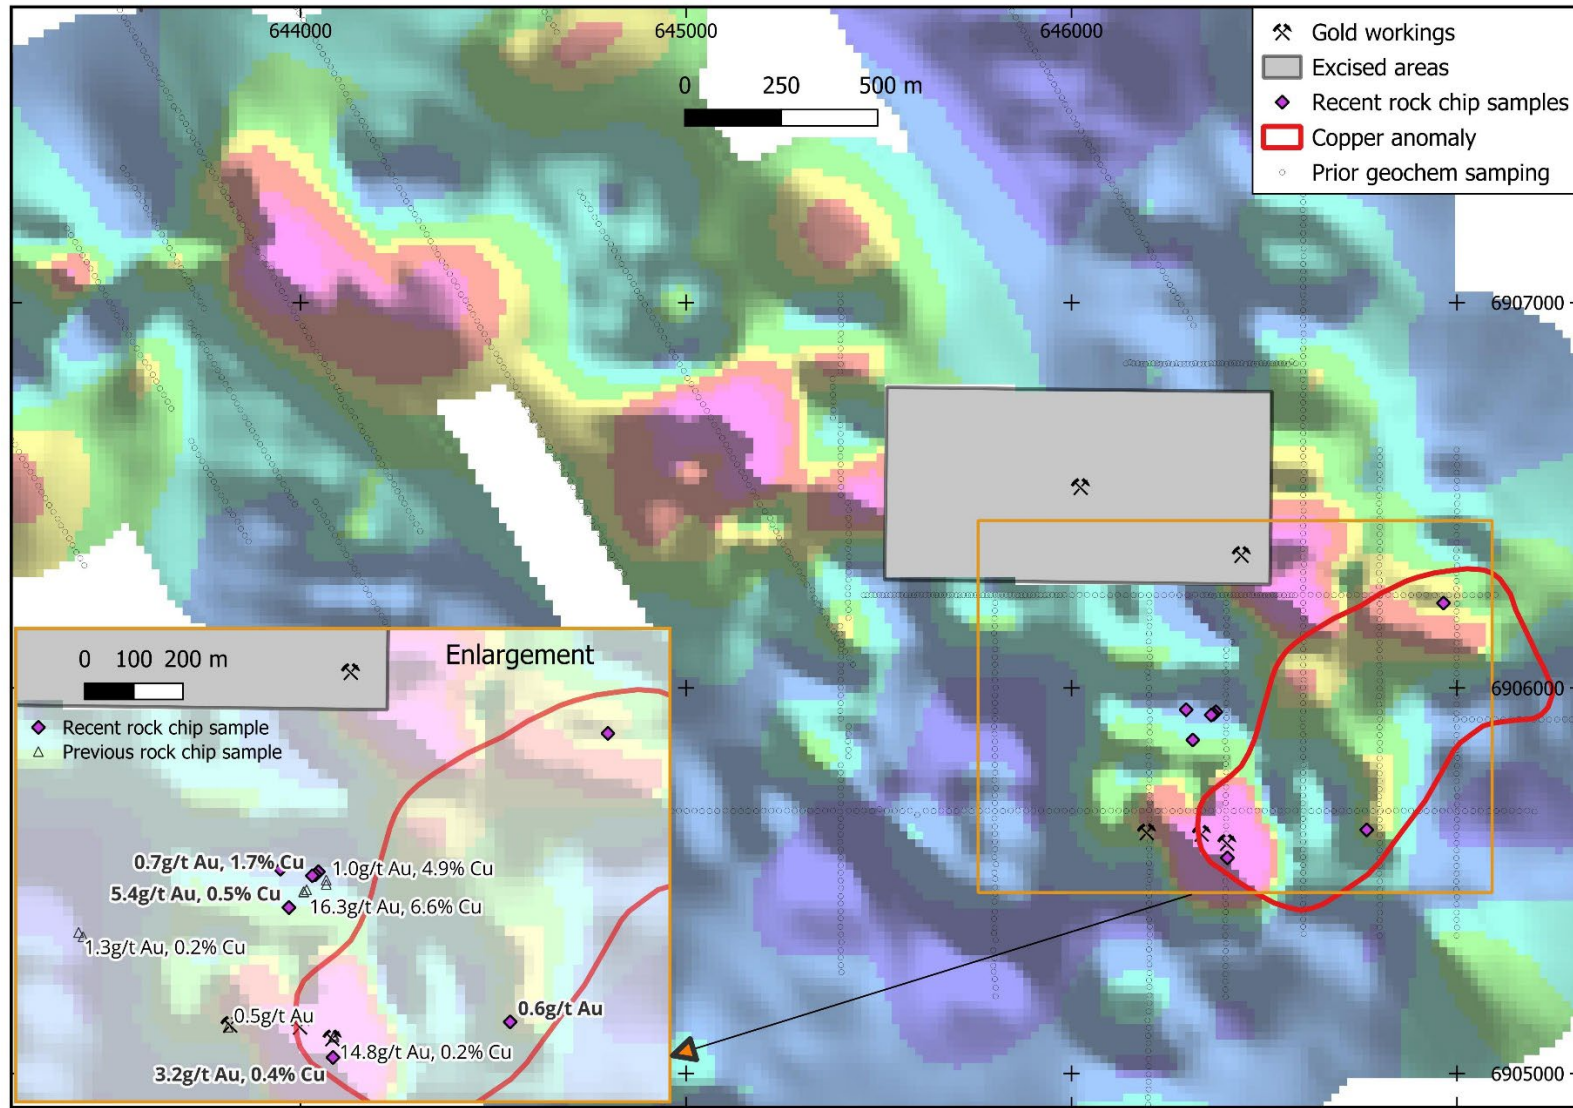 644000
645000
646000
0 250 500 m
Gold workings
Excised areas
Recent rock chip samples
Copper anomaly
Prior geochem sampling
6907000
6906000
6905000
Enlargement
0 100 200 m
Recent rock chip sample
Previous rock chip sample
0.7g/t Au, 1.7% Cu
1.0g/t Au, 4.9% Cu
5.4g/t Au, 0.5% Cu
16.3g/t Au, 6.6% Cu
1.3g/t Au, 0.2% Cu
0.5g/t Au
0.6g/t Au
14.8g/t Au, 0.2% Cu
3.2g/t Au, 0.4% Cu